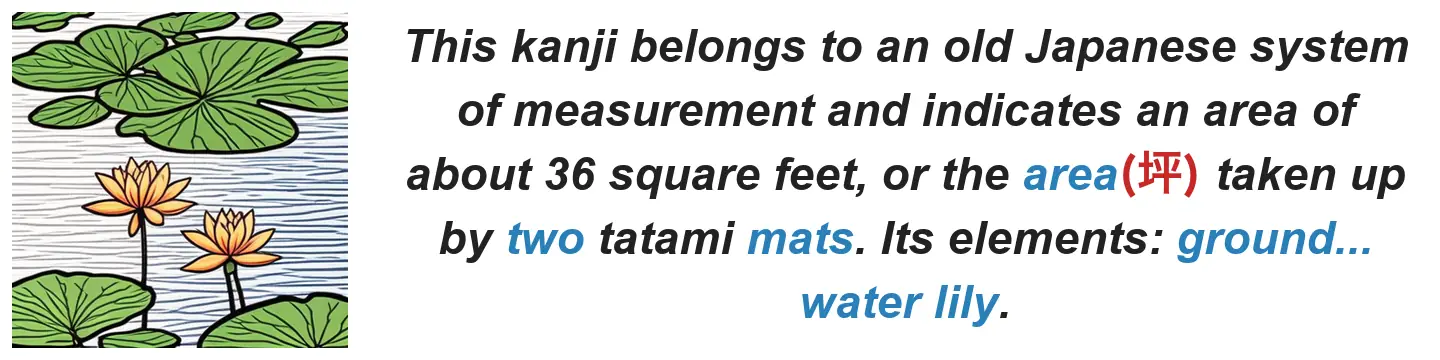 This kanji belongs to an old Japanese system
of measurement and indicates an area of
about 36 square feet, or the area(坪) taken up
by two tatami mats. Its elements: ground...
water lily.